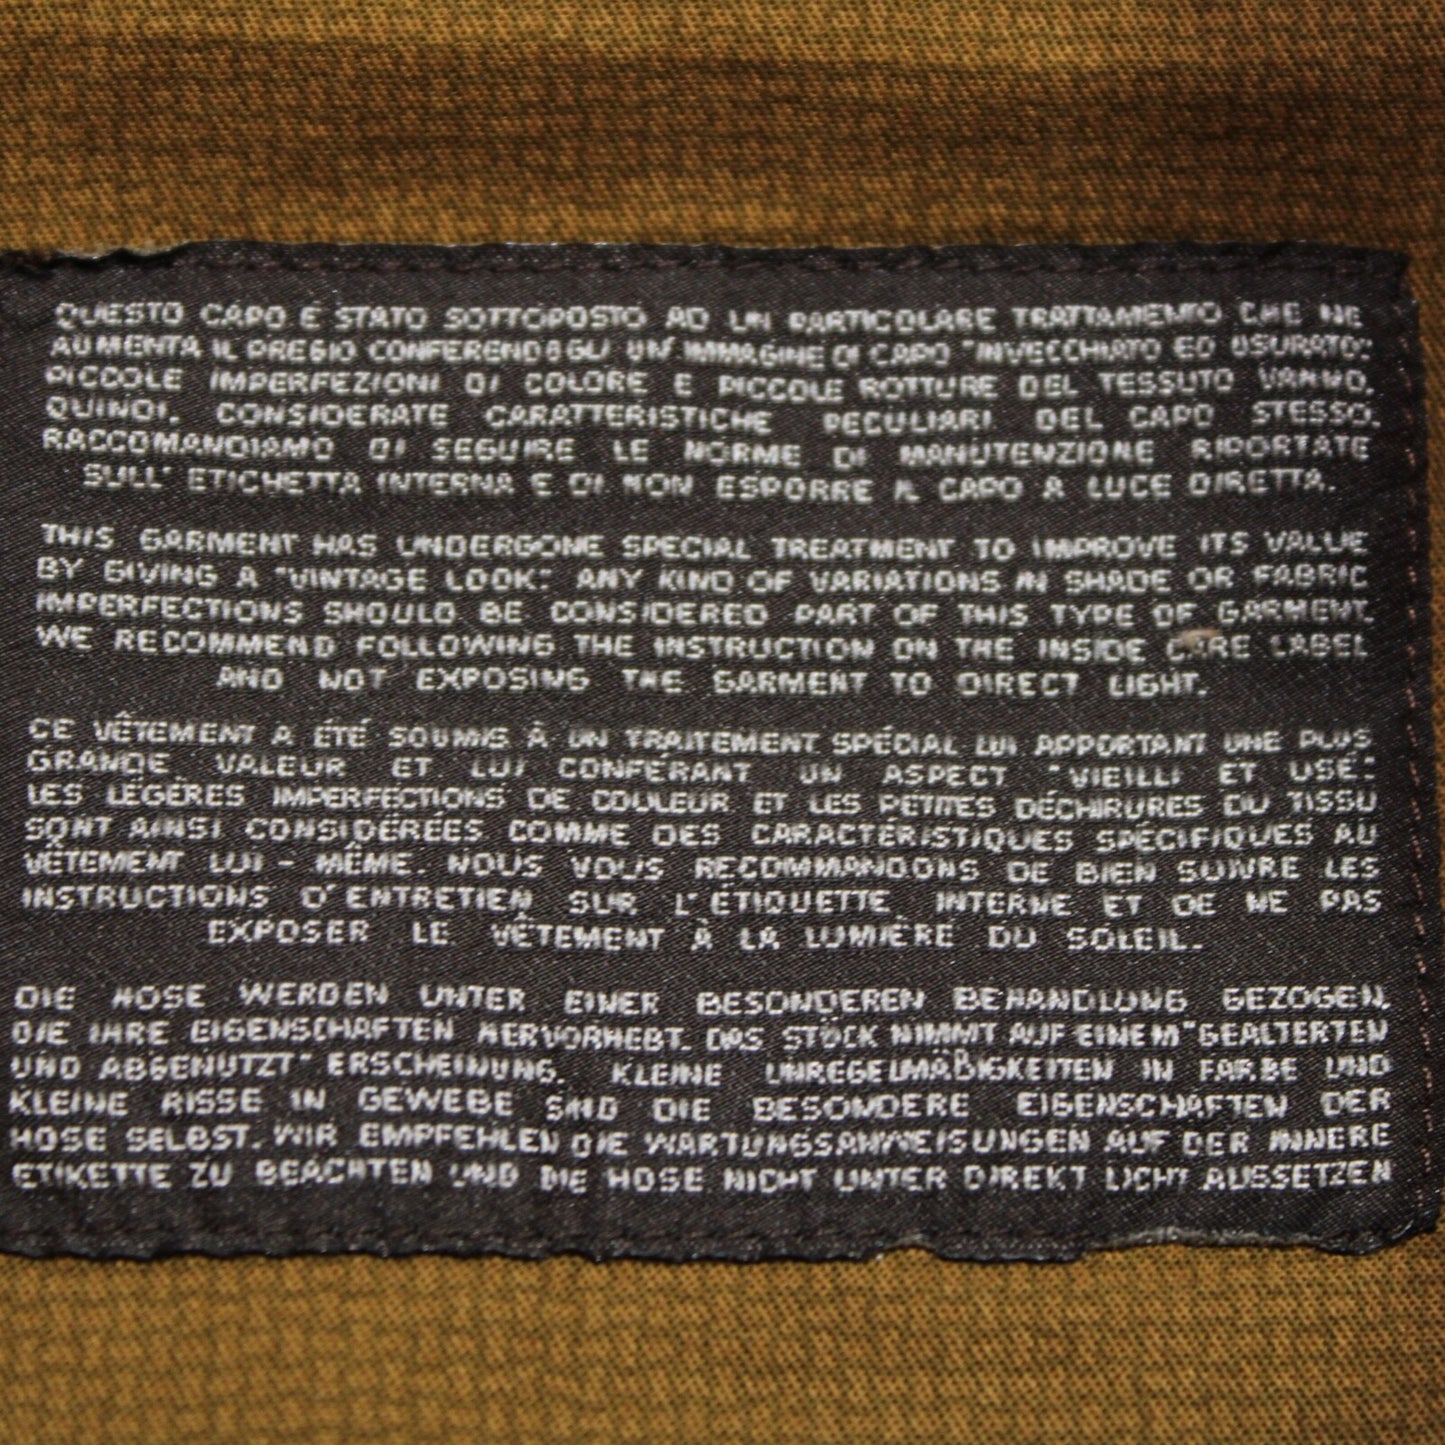 QUESTO CAPO È STATO SOTTOPOSTO AD UN PARTICOLARE TRATTAMENTO CHE NE
AUMENTA IL PREGIO CONFERENDOGLI UN' IMMAGINE DI CAPO "INVECCHIATO ED USURATO".
PICCOLE IMPERFEZIONI DI COLORE E PICCOLE ROTTURE DEL TESSUTO VANNO,
QUINDI, CONSIDERATE CARATTERISTICHE PECULIARI DEL CAPO STESSO.
RACCOMANDIAMO DI SEGUIRE LE NORME DI MANUTENZIONE RIPORTATE
SULL' ETICHETTA INTERNA E DI NON ESPORRE IL CAPO A LUCE DIRETTA.
THIS GARMENT HAS UNDERGONE SPECIAL TREATMENT TO IMPROVE ITS VALUE
BY GIVING A "VINTAGE LOOK". ANY KIND OF VARIATIONS IN SHADE OR FABRIC
IMPERFECTIONS SHOULD BE CONSIDERED PART OF THIS TYPE OF GARMENT.
WE RECOMMEND FOLLOWING THE INSTRUCTION ON THE INSIDE CARE LABEL
AND NOT EXPOSING THE GARMENT TO DIRECT LIGHT.
CE VÊTEMENT A ÉTÉ SOUMIS À UN TRAITEMENT SPÉCIAL LUI APPORTANT UNE PLUS
GRANDE VALEUR ET LUI CONFÉRANT UN ASPECT "VIEILLI ET USÉ".
LES LÉGÈRES IMPERFECTIONS DE COULEUR ET LES PETITES DÉCHIRURES DU TISSU
SONT AINSI CONSIDÉRÉES COMME DES CARACTÉRISTIQUES SPÉCIFIQUES AU
VÊTEMENT LUI - MÊME. NOUS VOUS RECOMMANDONS DE BIEN SUIVRE LES
INSTRUCTIONS D'ENTRETIEN SUR L'ÉTIQUETTE INTERNE ET DE NE PAS
EXPOSER LE VÊTEMENT À LA LUMIÈRE DU SOLEIL.
DIE HOSE WERDEN UNTER EINER BESONDEREN BEHANDLUNG GEZOGEN,
DIE IHRE EIGENSCHAFTEN HERVORHEBT. DAS STÜCK NIMMT AUF EINEM "GEALTERTEN
UND ABGENUTZT" ERSCHEINUNG. KLEINE UNREGELMÄßIGKEITEN IN FARBE UND
KLEINE RISSE IN GEWEBE SIND DIE BESONDERE EIGENSCHAFTEN DER
HOSE SELBST. WIR EMPFEHLEN DIE WARTUNGSANWEISUNGEN AUF DER INNERE
ETIKETTE ZU BEACHTEN UND DIE HOSE NICHT UNTER DIREKT LICHT AUSSETZEN